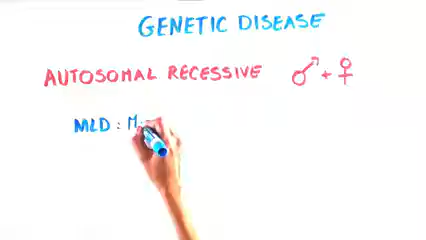 GENETIC DISEASE
AUTOSOMAL RECESSIVE ♂ + ♀
MLD : M